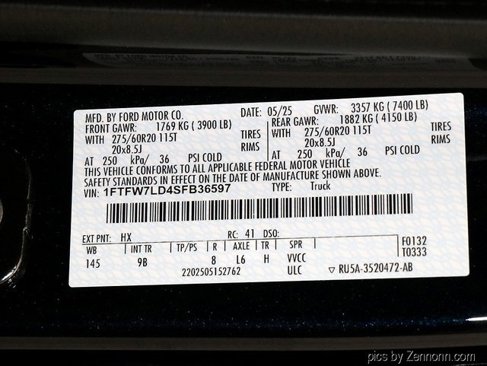 MFD. BY FORD MOTOR CO. 05/25 GVWR: 3357 KG (7400 LB)
FRONT GAWR: 1769 KG (3900 LB) REAR GAWR: 1882 KG (4150 LB)
WITH 275/60R20 115T TIRES WITH 275/60R20 115T TIRES
20x8.5J RIMS 20x8.5J RIMS
AT 250 kPa/ 36 PSI COLD AT 250 kPa/ 36 PSI COLD
THIS VEHICLE CONFORMS TO ALL APPLICABLE FEDERAL MOTOR VEHICLE
SAFETY STANDARDS IN EFFECT ON THE DATE OF MANUFACTURE SHOWN ABOVE.
VIN: 1FTFW7LD4SFB36597 TYPE: Truck
EXT PNT: HX RC: 41 DSO: F0132
WB INT TR TP/PS R AXLE TR SPR T0333
145 9B 8 L6 H VVCC
2202505152762 ULC ▽ RU5A-3520472-AB
pics by Zennonn.com